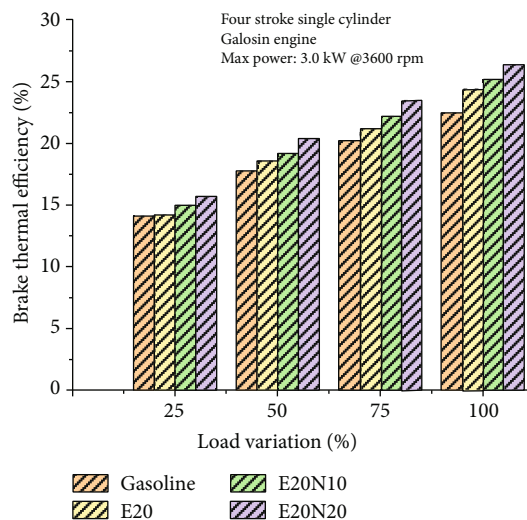 Four stroke single cylinder
Galosin engine
Max power: 3.0 kW @3600 rpm
Brake thermal efficiency (%)
30
25
20
15
10
5
0
25 50 75 100
Load variation (%)
Gasoline E20N10
E20 E20N20